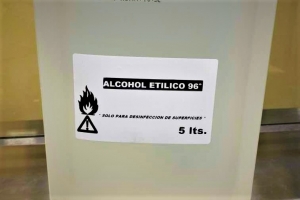 ALCOHOL ETILICO 96°
" SOLO PARA DESINFECCION DE SUPERFICIES "
5 lts.